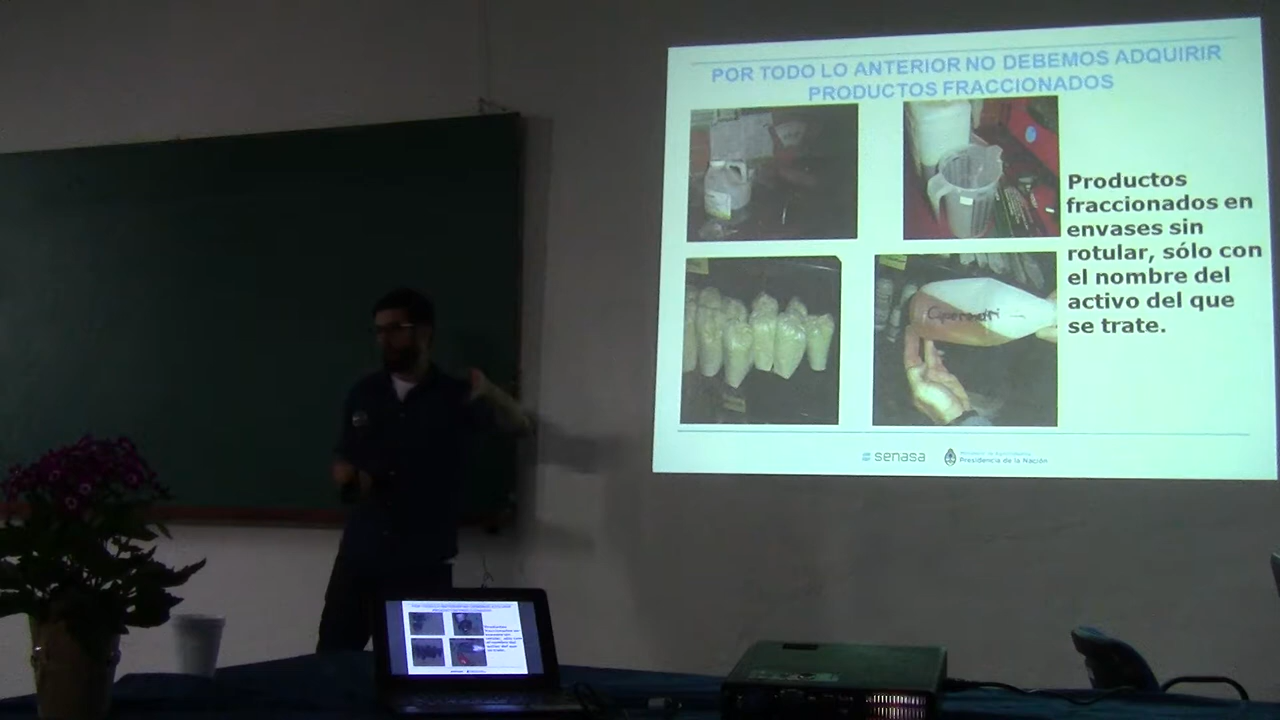 POR TODO LO ANTERIOR NO DEBEMOS ADQUIRIR
PRODUCTOS FRACCIONADOS
Productos
fraccionados en
envases sin
rotular, sólo con
el nombre del
activo del que
se trate.
senasa
Presidencia de la Nación